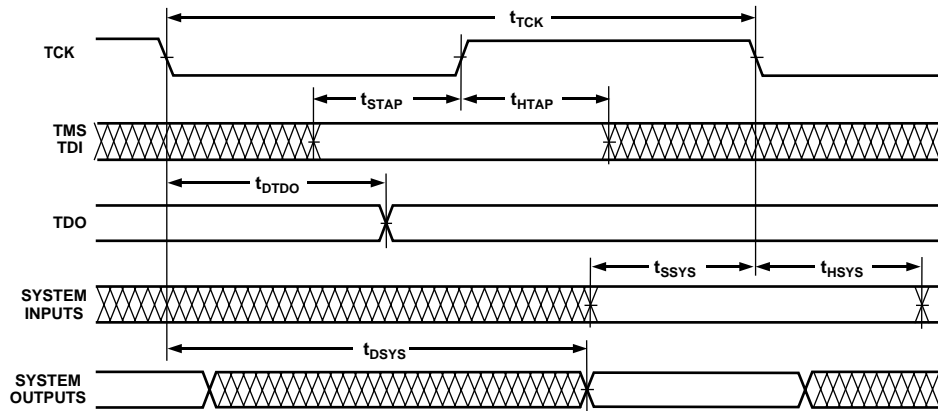 tTCK
TCK
tSTAP
tHTAP
TMS
TDI
tDTDO
TDO
tSSYS
tHSYS
SYSTEM
INPUTS
tDSYS
SYSTEM
OUTPUTS